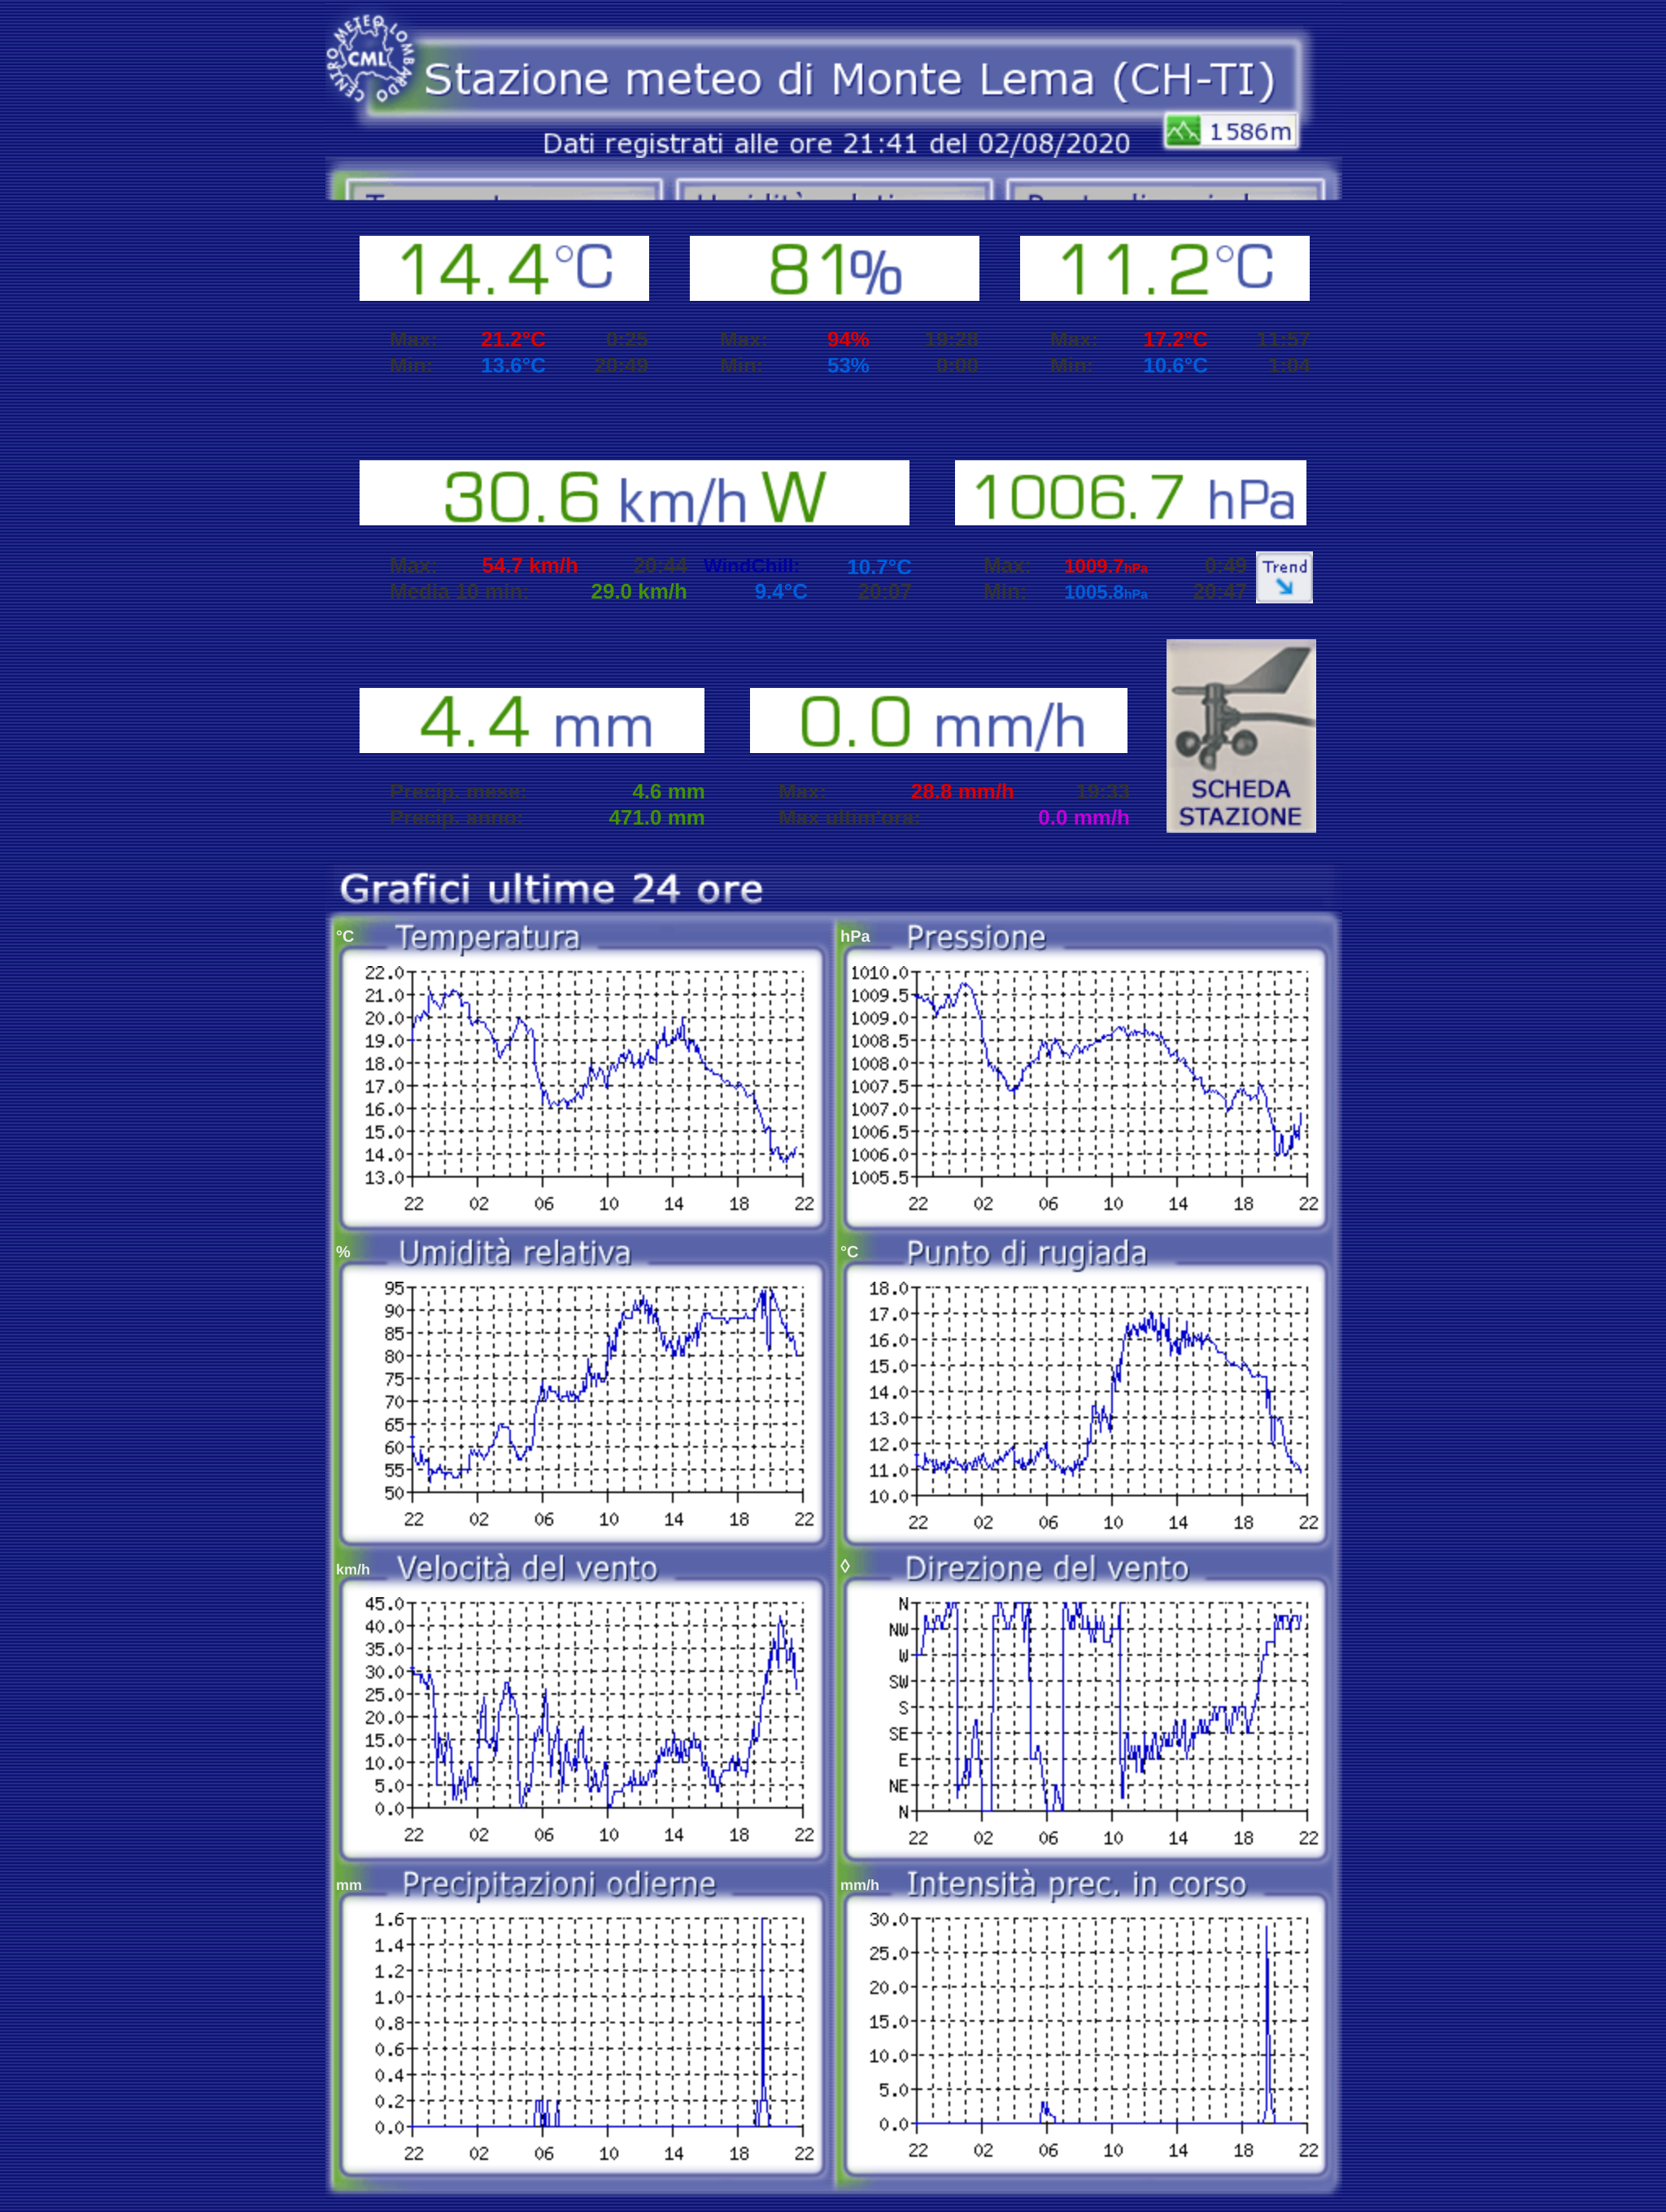 CENTRO METEO LOMBARDO
CML
Stazione meteo di Monte Lema (CH-TI)
1586m
Dati registrati alle ore 21:41 del 02/08/2020
14.4°C 81% 11.2°C
Max: 21.2°C 0:25 Max: 94% 19:28 Max: 17.2°C 11:57
Min: 13.6°C 20:49 Min: 53% 0:00 Min: 10.6°C 1:04
30.6 km/h W 1006.7 hPa
Max: 54.7 km/h 20:44 WindChill: 10.7°C Max: 1009.7hPa 0:49 Trend
Media 10 min: 29.0 km/h 9.4°C 20:07 Min: 1005.8hPa 20:47
4.4 mm 0.0 mm/h
Precip. mese: 4.6 mm Max: 28.8 mm/h 19:33
Precip. anno: 471.0 mm Max ultim'ora: 0.0 mm/h
SCHEDA
STAZIONE
Grafici ultime 24 ore
°C Temperatura
22.0
21.0
20.0
19.0
18.0
17.0
16.0
15.0
14.0
13.0
22 02 06 10 14 18 22
hPa Pressione
1010.0
1009.5
1009.0
1008.5
1008.0
1007.5
1007.0
1006.5
1006.0
1005.5
22 02 06 10 14 18 22
% Umidità relativa
95
90
85
80
75
70
65
60
55
50
22 02 06 10 14 18 22
°C Punto di rugiada
18.0
17.0
16.0
15.0
14.0
13.0
12.0
11.0
10.0
22 02 06 10 14 18 22
km/h Velocità del vento
45.0
40.0
35.0
30.0
25.0
20.0
15.0
10.0
5.0
0.0
22 02 06 10 14 18 22
◊ Direzione del vento
N
NW
W
SW
S
SE
E
NE
N
22 02 06 10 14 18 22
mm Precipitazioni odierne
1.6
1.4
1.2
1.0
0.8
0.6
0.4
0.2
0.0
22 02 06 10 14 18 22
mm/h Intensità prec. in corso
30.0
25.0
20.0
15.0
10.0
5.0
0.0
22 02 06 10 14 18 22